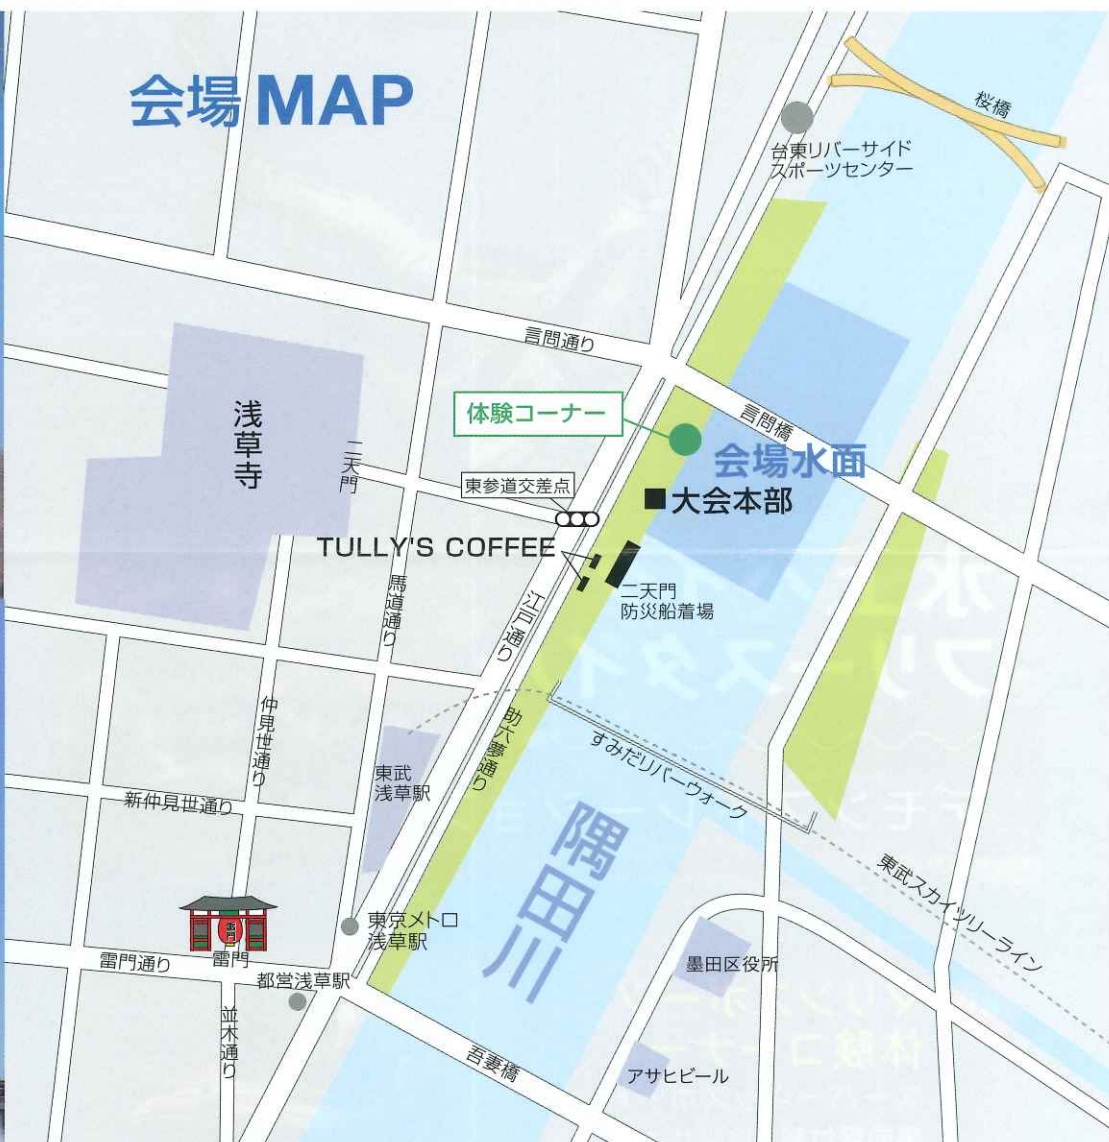 会場 MAP
桜橋
台東リバーサイド
スポーツセンター
言問通り
浅草寺
二天門
体験コーナー
言問橋
会場水面
東参道交差点
■大会本部
TULLY'S COFFEE
二天門
防災船着場
馬道通り
江戸通り
仲見世通り
助六夢通り
すみだリバーウォーク
東武
浅草駅
新仲見世通り
隅田川
東武スカイツリーライン
東京メトロ
浅草駅
雷門
雷門通り
雷門
都営浅草駅
墨田区役所
並木通り
吾妻橋
アサヒビール